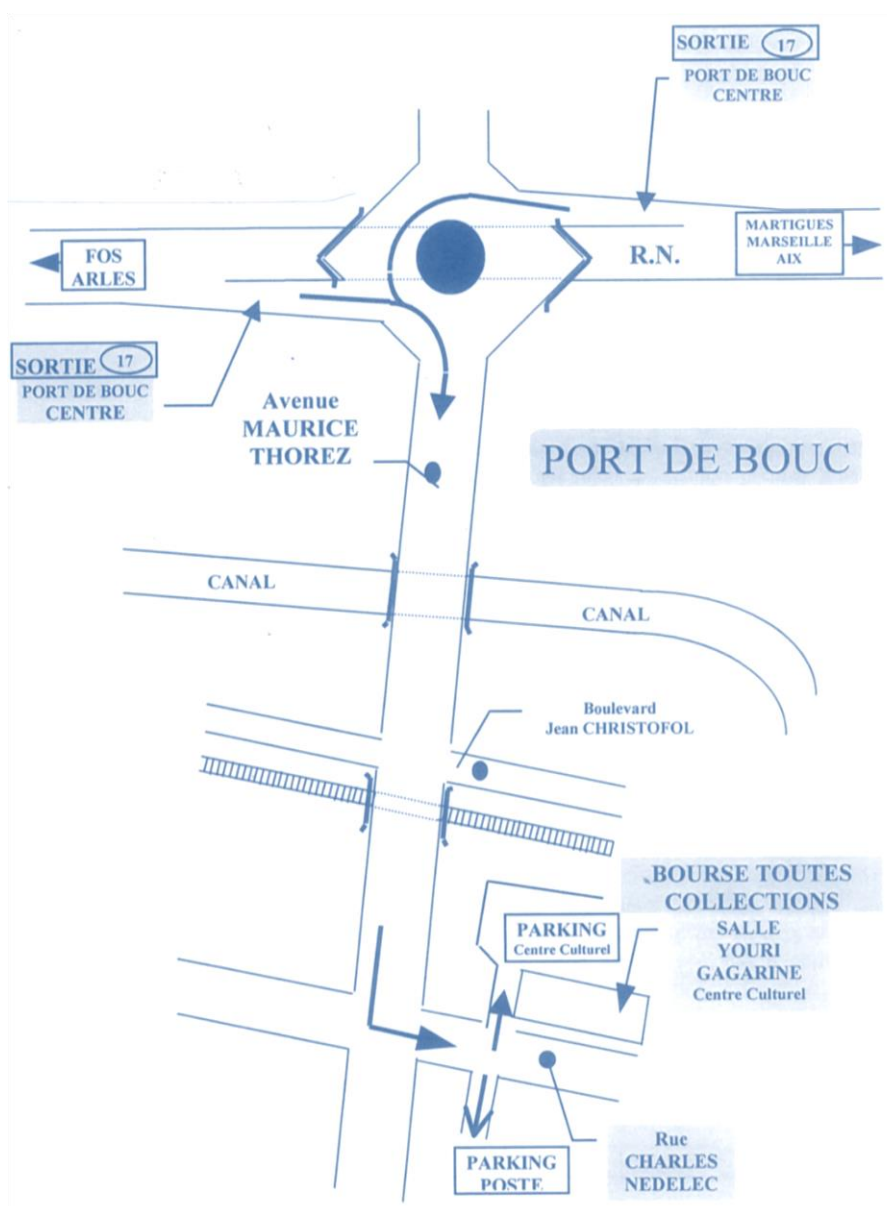 SORTIE 17
PORT DE BOUC
CENTRE
MARTIGUES
MARSEILLE
AIX
R.N.
FOS
ARLES
SORTIE 17
PORT DE BOUC
CENTRE
Avenue
MAURICE
THOREZ
PORT DE BOUC
CANAL
CANAL
Boulevard
Jean CHRISTOFOL
BOURSE TOUTES
COLLECTIONS
SALLE
YOURI
GAGARINE
Centre Culturel
PARKING
Centre Culturel
Rue
CHARLES
NEDELEC
PARKING
POSTE